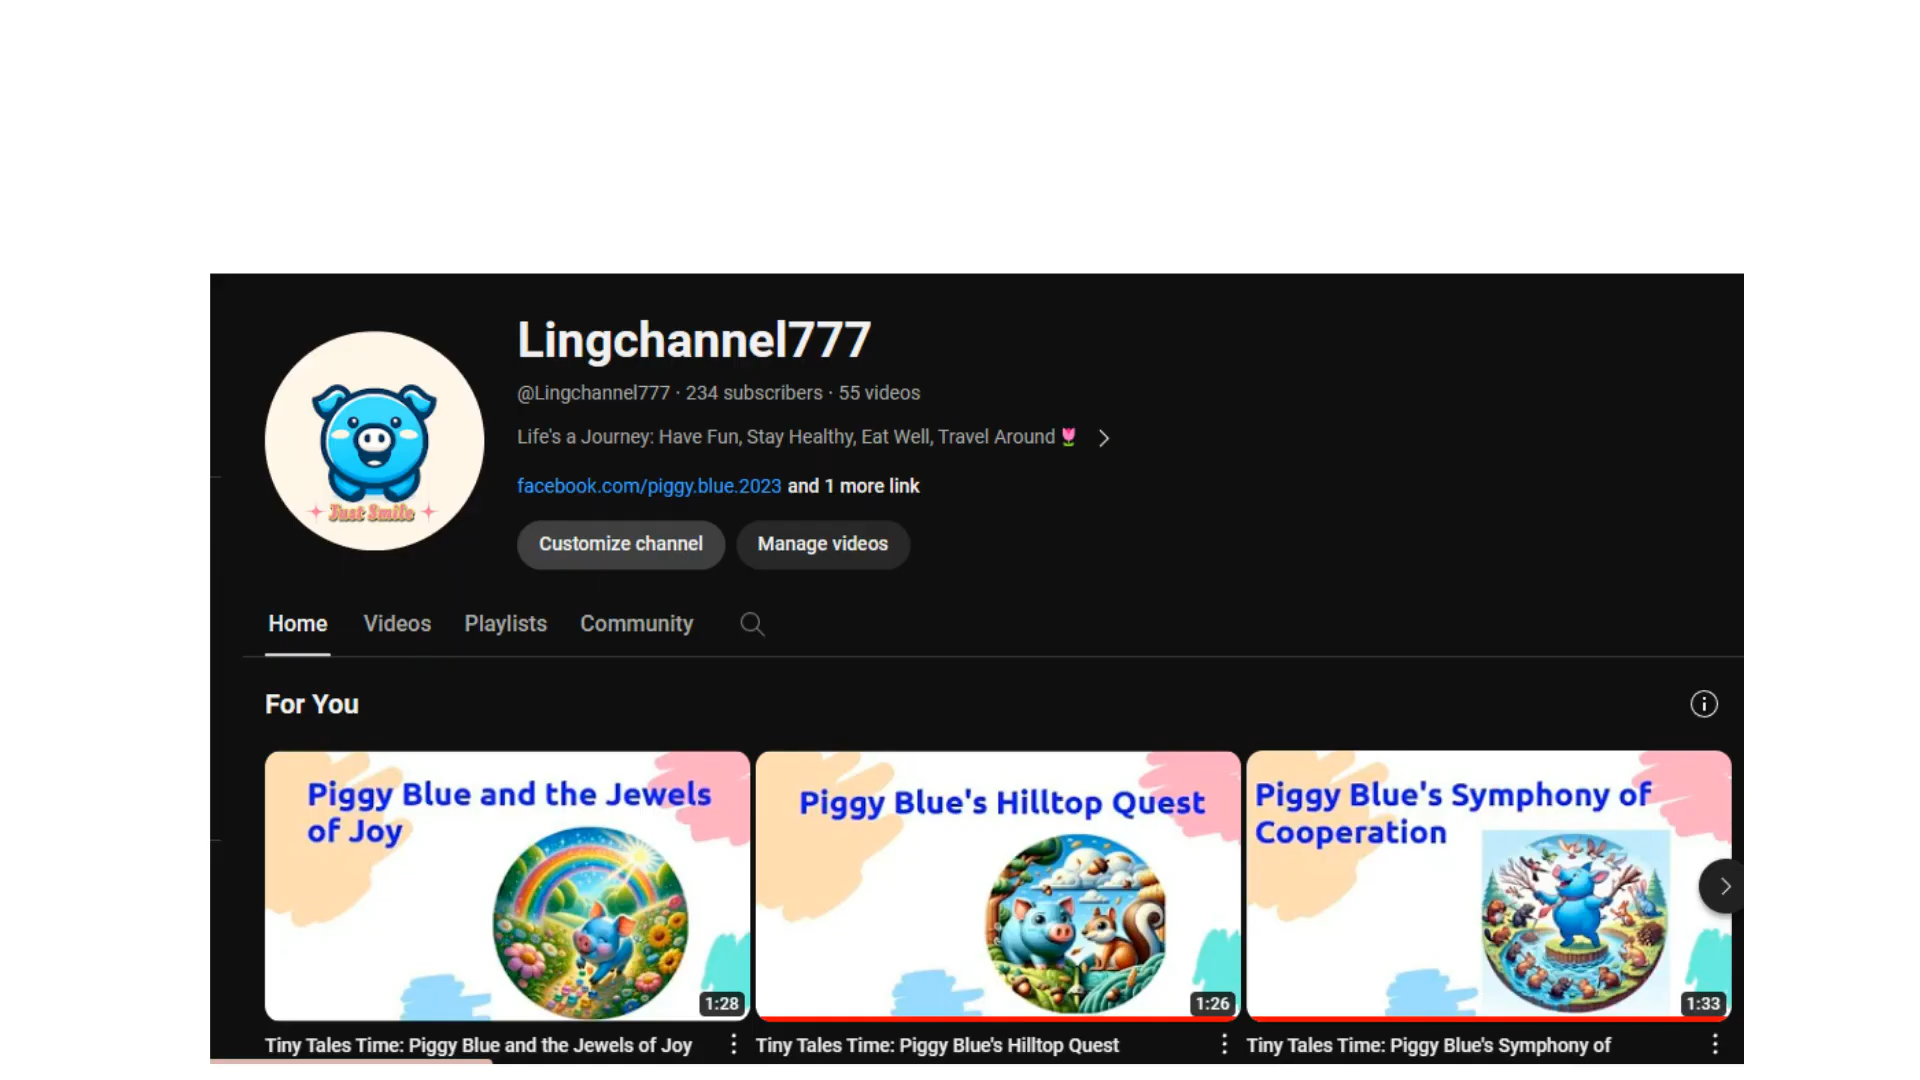 Lingchannel777
@Lingchannel777 · 234 subscribers · 55 videos
Life's a Journey: Have Fun, Stay Healthy, Eat Well, Travel Around🌷
facebook.com/piggy.blue.2023 and 1 more link
Just Smile
Customize channel
Manage videos
Home
Videos
Playlists
Community
For You
Piggy Blue and the Jewels
of Joy
1:28
Tiny Tales Time: Piggy Blue and the Jewels of Joy
Piggy Blue's Hilltop Quest
1:26
Tiny Tales Time: Piggy Blue's Hilltop Quest
Piggy Blue's Symphony of
Cooperation
1:33
Tiny Tales Time: Piggy Blue's Symphony of